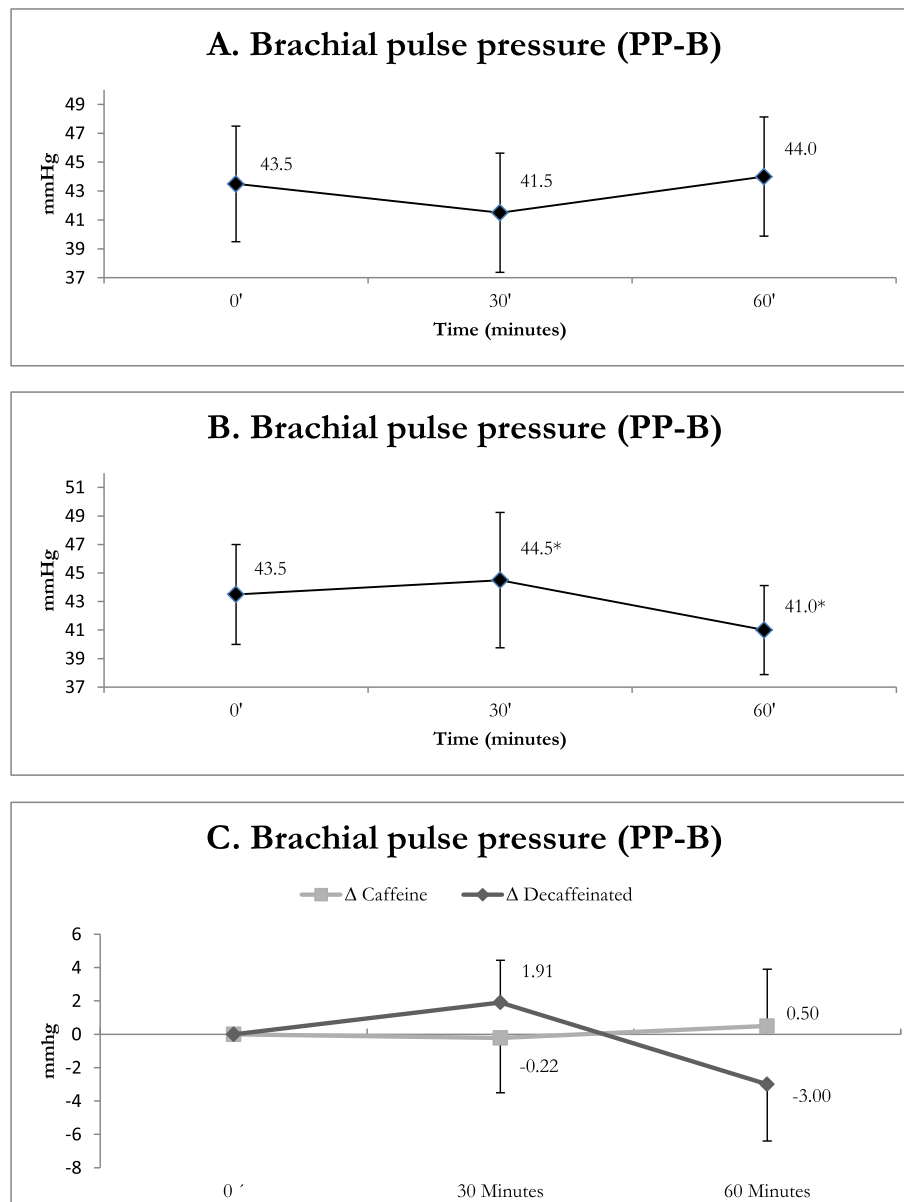 A. Brachial pulse pressure (PP-B)
mmHg
49
47
45
43
41
39
37
43.5
41.5
44.0
0' 30' 60'
Time (minutes)
B. Brachial pulse pressure (PP-B)
mmHg
51
49
47
45
43
41
39
37
43.5
44.5*
41.0*
0' 30' 60'
Time (minutes)
C. Brachial pulse pressure (PP-B)
Δ Caffeine Δ Decaffeinated
mmhg
6
4
2
0
-2
-4
-6
-8
1.91
-0.22
0.50
-3.00
0 ´ 30 Minutes 60 Minutes